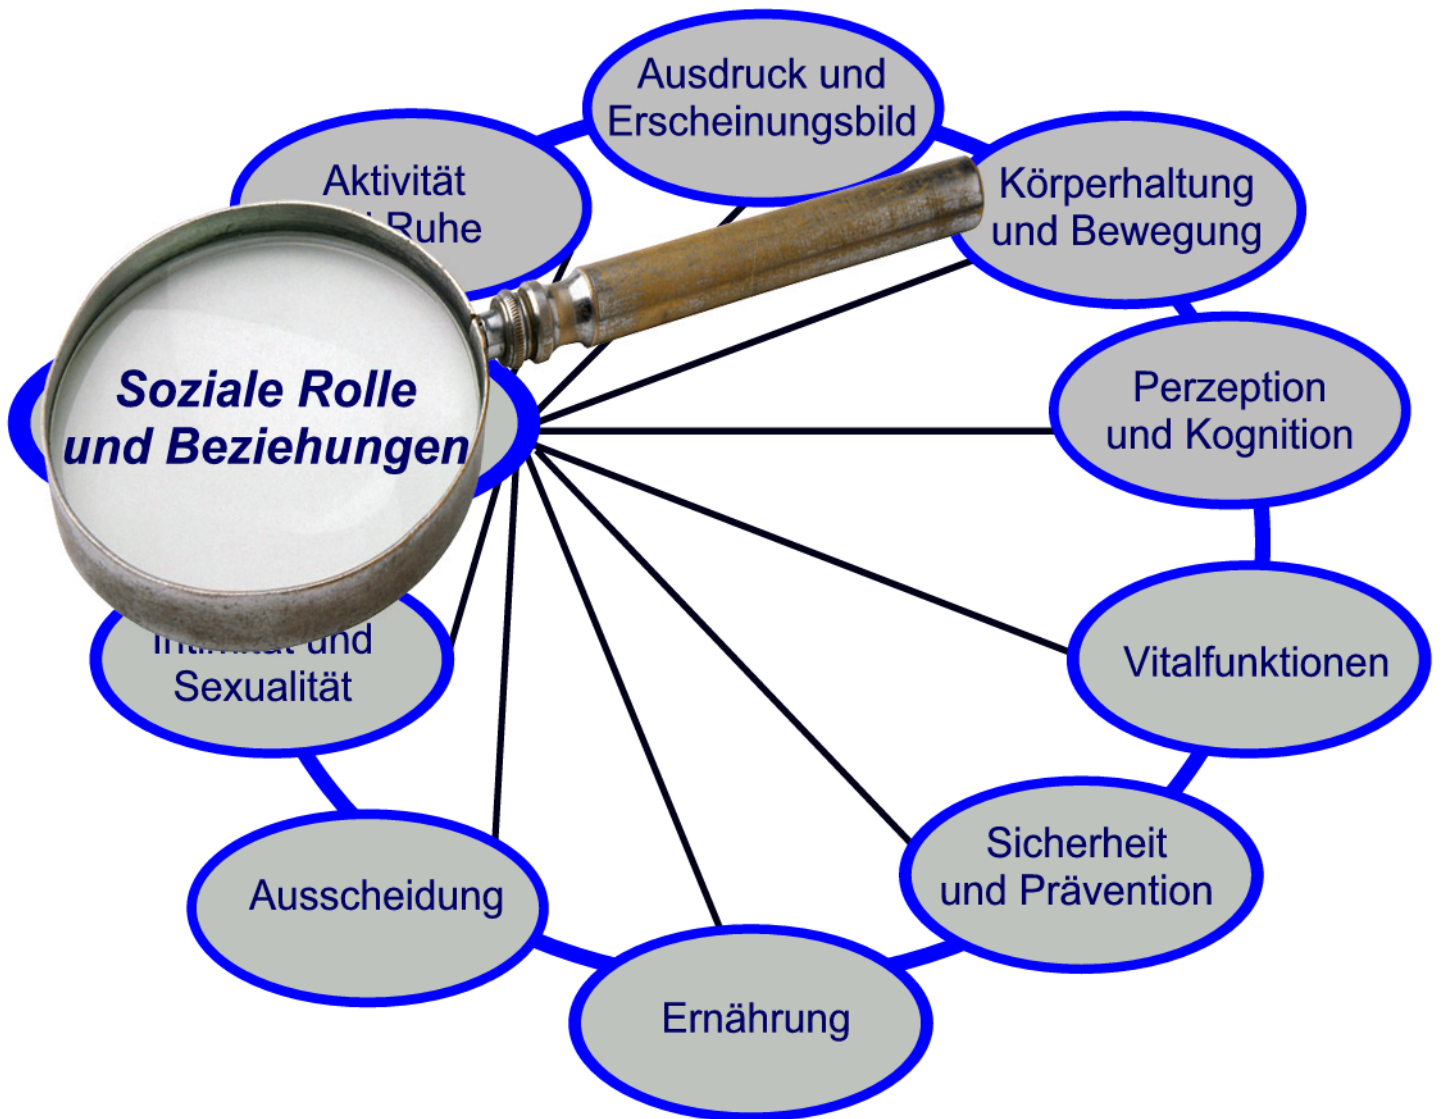 Ausdruck und
Erscheinungsbild
Aktivität
Ruhe
Körperhaltung
und Bewegung
Soziale Rolle
und Beziehungen
Perzeption
und Kognition
Vitalfunktionen
Sicherheit
und Prävention
Ernährung
Ausscheidung
Intimität und
Sexualität